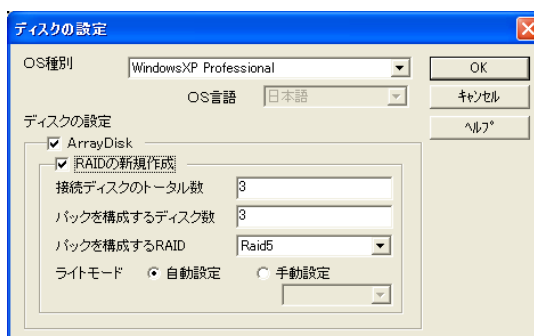 ディスクの設定
OS種別 WindowsXP Professional OK
OS言語 日本語 キャンセル
ディスクの設定 ヘルプ
ArrayDisk
RAIDの新規作成
接続ディスクのトータル数 3
パックを構成するディスク数 3
パックを構成するRAID Raid5
ライトモード 自動設定 手動設定